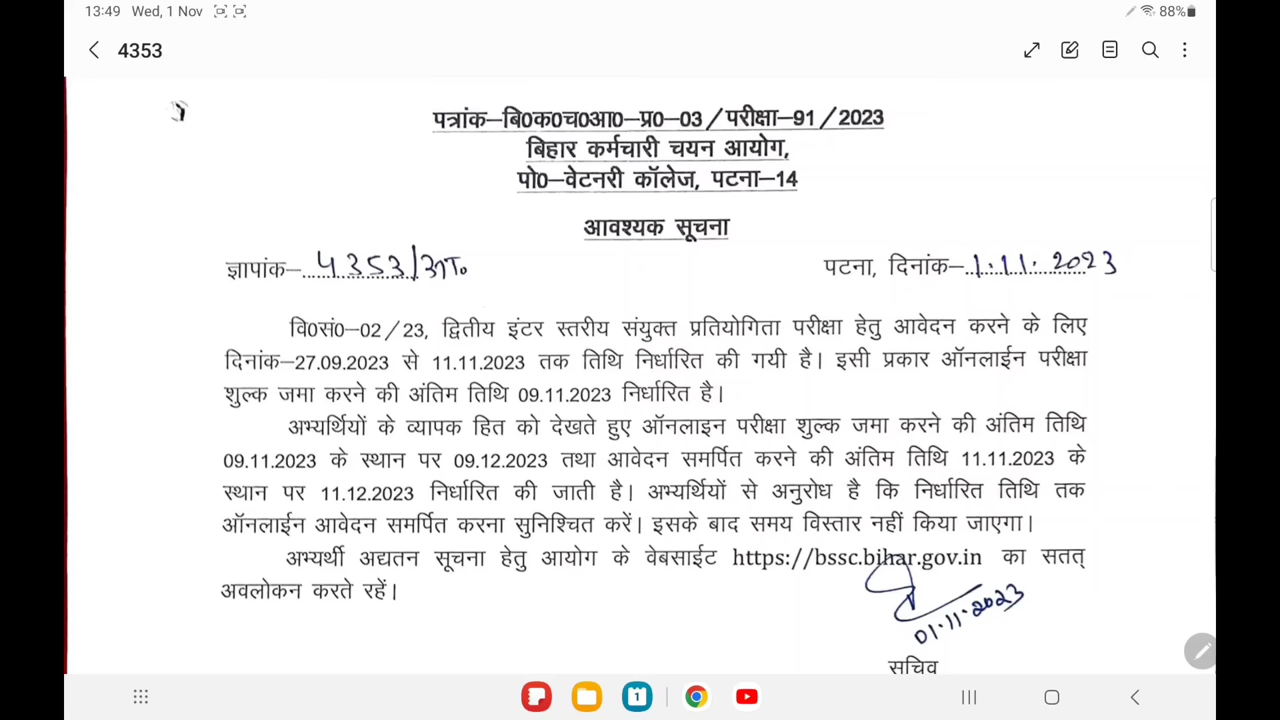 13:49 Wed, 1 Nov
88%
4353
पत्रांक–बि0क0च0आ0–प्र0–03/परीक्षा–91/2023
बिहार कर्मचारी चयन आयोग,
पो0–वेटनरी कॉलेज, पटना–14
आवश्यक सूचना
ज्ञापांक–4353/आ0 पटना, दिनांक–1.11.2023
वि0सं0–02/23, द्वितीय इंटर स्तरीय संयुक्त प्रतियोगिता परीक्षा हेतु आवेदन करने के लिए
दिनांक–27.09.2023 से 11.11.2023 तक तिथि निर्धारित की गयी है। इसी प्रकार ऑनलाईन परीक्षा
शुल्क जमा करने की अंतिम तिथि 09.11.2023 निर्धारित है।
अभ्यर्थियों के व्यापक हित को देखते हुए ऑनलाइन परीक्षा शुल्क जमा करने की अंतिम तिथि
09.11.2023 के स्थान पर 09.12.2023 तथा आवेदन समर्पित करने की अंतिम तिथि 11.11.2023 के
स्थान पर 11.12.2023 निर्धारित की जाती है। अभ्यर्थियों से अनुरोध है कि निर्धारित तिथि तक
ऑनलाईन आवेदन समर्पित करना सुनिश्चित करें। इसके बाद समय विस्तार नहीं किया जाएगा।
अभ्यर्थी अद्यतन सूचना हेतु आयोग के वेबसाईट https://bssc.bihar.gov.in का सतत्
अवलोकन करते रहें।
01.11.2023
सचिव
1